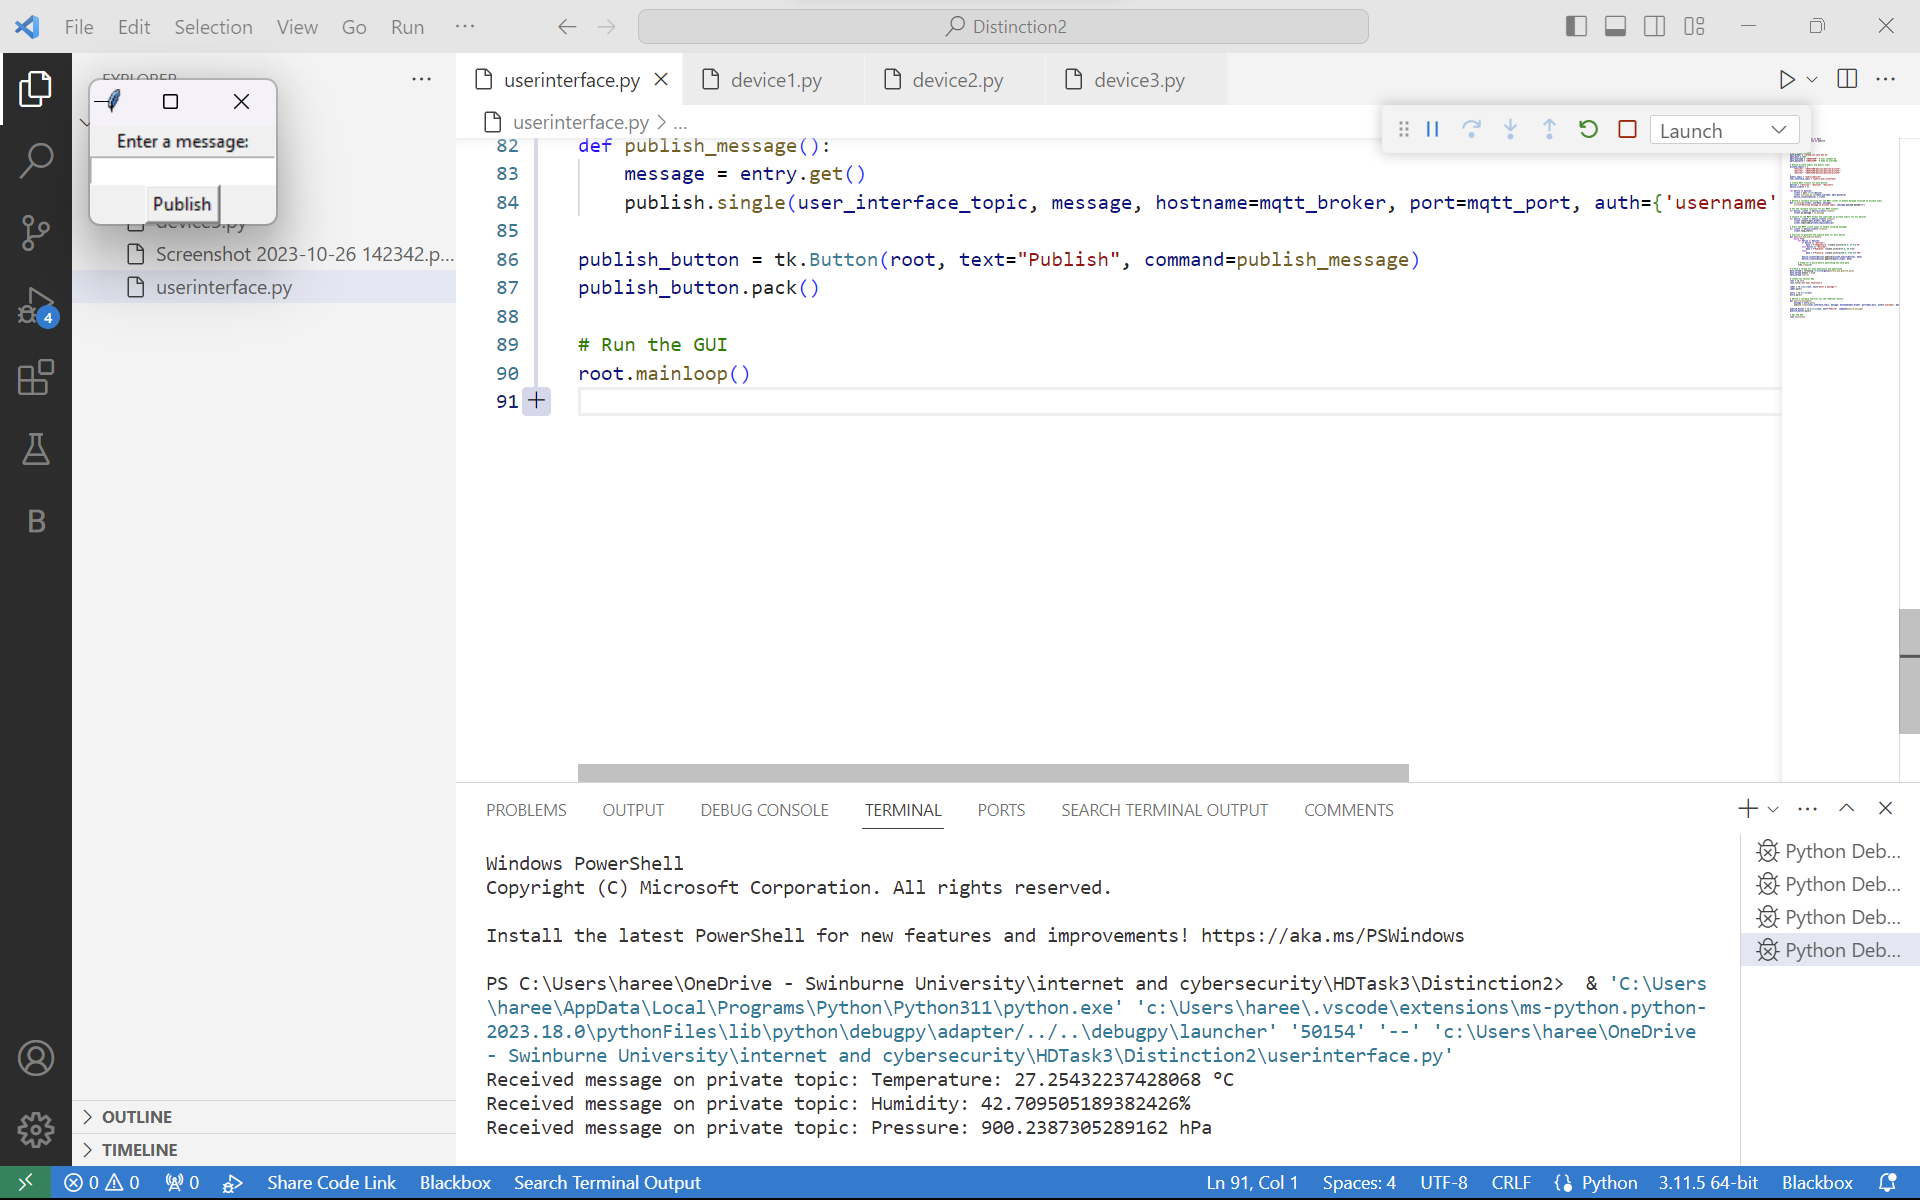 File Edit Selection View Go Run ··· Distinction2
EXPLORER ···
Enter a message:
Publish
device3.py
Screenshot 2023-10-26 142342.p...
userinterface.py
OUTLINE
TIMELINE
4
B
userinterface.py device1.py device2.py device3.py
userinterface.py > ...
Launch
82 def publish_message():
83 message = entry.get()
84 publish.single(user_interface_topic, message, hostname=mqtt_broker, port=mqtt_port, auth={'username'
85
86 publish_button = tk.Button(root, text="Publish", command=publish_message)
87 publish_button.pack()
88
89 # Run the GUI
90 root.mainloop()
91
PROBLEMS OUTPUT DEBUG CONSOLE TERMINAL PORTS SEARCH TERMINAL OUTPUT COMMENTS
Windows PowerShell
Copyright (C) Microsoft Corporation. All rights reserved.
Install the latest PowerShell for new features and improvements! https://aka.ms/PSWindows
PS C:\Users\haree\OneDrive - Swinburne University\internet and cybersecurity\HDTask3\Distinction2> & 'C:\Users
\haree\AppData\Local\Programs\Python\Python311\python.exe' 'c:\Users\haree\.vscode\extensions\ms-python.python-
2023.18.0\pythonFiles\lib\python\debugpy\adapter/../..\debugpy\launcher' '50154' '--' 'c:\Users\haree\OneDrive
- Swinburne University\internet and cybersecurity\HDTask3\Distinction2\userinterface.py'
Received message on private topic: Temperature: 27.25432237428068 °C
Received message on private topic: Humidity: 42.709505189382426%
Received message on private topic: Pressure: 900.2387305289162 hPa
Python Deb...
Python Deb...
Python Deb...
Python Deb...
0 0 0 Share Code Link Blackbox Search Terminal Output Ln 91, Col 1 Spaces: 4 UTF-8 CRLF Python 3.11.5 64-bit Blackbox